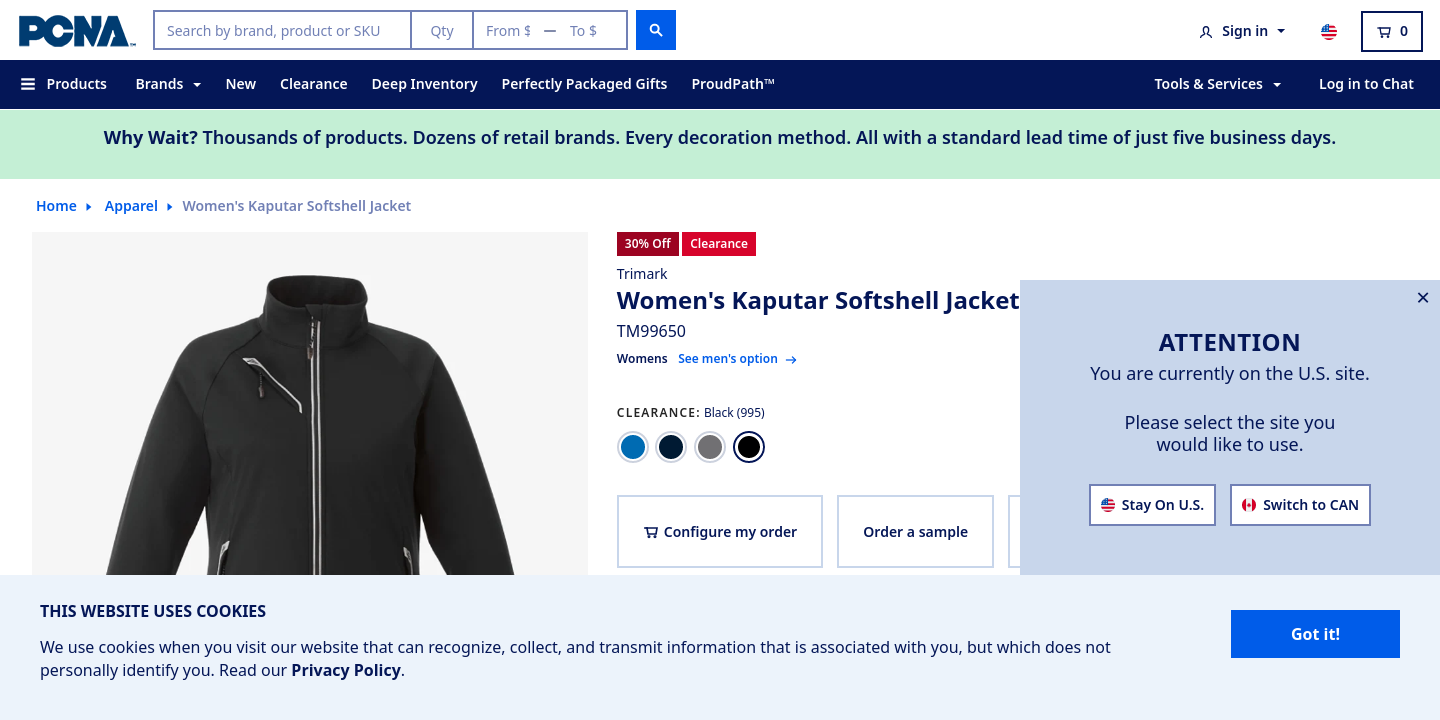 PCNA
Search by brand, product or SKU
Qty
From $ — To $
Sign in
0
Products
Brands
New
Clearance
Deep Inventory
Perfectly Packaged Gifts
ProudPath™
Tools & Services
Log in to Chat
Why Wait? Thousands of products. Dozens of retail brands. Every decoration method. All with a standard lead time of just five business days.
Home
Apparel
Women's Kaputar Softshell Jacket
30% Off
Clearance
Trimark
Women's Kaputar Softshell Jacket
TM99650
Womens See men's option →
CLEARANCE: Black (995)
Configure my order
Order a sample
ATTENTION
You are currently on the U.S. site.
Please select the site you
would like to use.
Stay On U.S.
Switch to CAN
THIS WEBSITE USES COOKIES
We use cookies when you visit our website that can recognize, collect, and transmit information that is associated with you, but which does not
personally identify you. Read our Privacy Policy.
Got it!